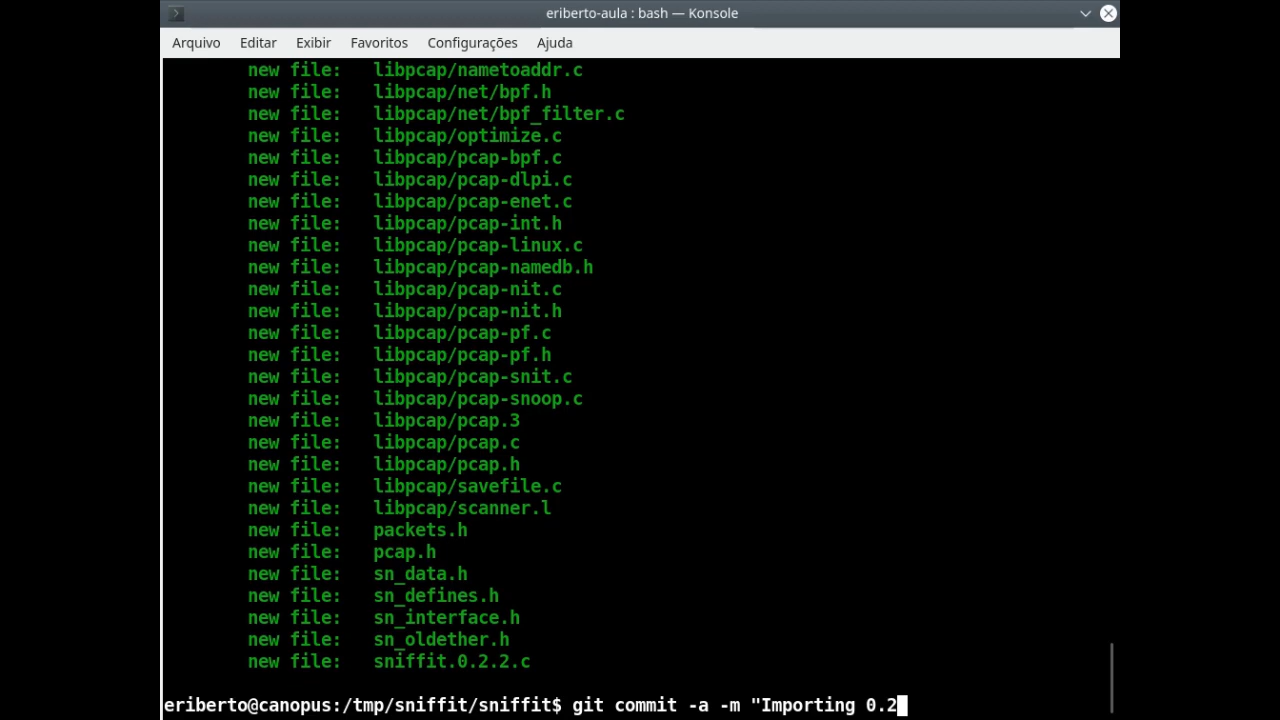 eriberto-aula : bash — Konsole
Arquivo Editar Exibir Favoritos Configurações Ajuda
new file: libpcap/nametoaddr.c
new file: libpcap/net/bpf.h
new file: libpcap/net/bpf_filter.c
new file: libpcap/optimize.c
new file: libpcap/pcap-bpf.c
new file: libpcap/pcap-dlpi.c
new file: libpcap/pcap-enet.c
new file: libpcap/pcap-int.h
new file: libpcap/pcap-linux.c
new file: libpcap/pcap-namedb.h
new file: libpcap/pcap-nit.c
new file: libpcap/pcap-nit.h
new file: libpcap/pcap-pf.c
new file: libpcap/pcap-pf.h
new file: libpcap/pcap-snit.c
new file: libpcap/pcap-snoop.c
new file: libpcap/pcap.3
new file: libpcap/pcap.c
new file: libpcap/pcap.h
new file: libpcap/savefile.c
new file: libpcap/scanner.l
new file: packets.h
new file: pcap.h
new file: sn_data.h
new file: sn_defines.h
new file: sn_interface.h
new file: sn_oldether.h
new file: sniffit.0.2.2.c
eriberto@canopus:/tmp/sniffit/sniffit$ git commit -a -m "Importing 0.2